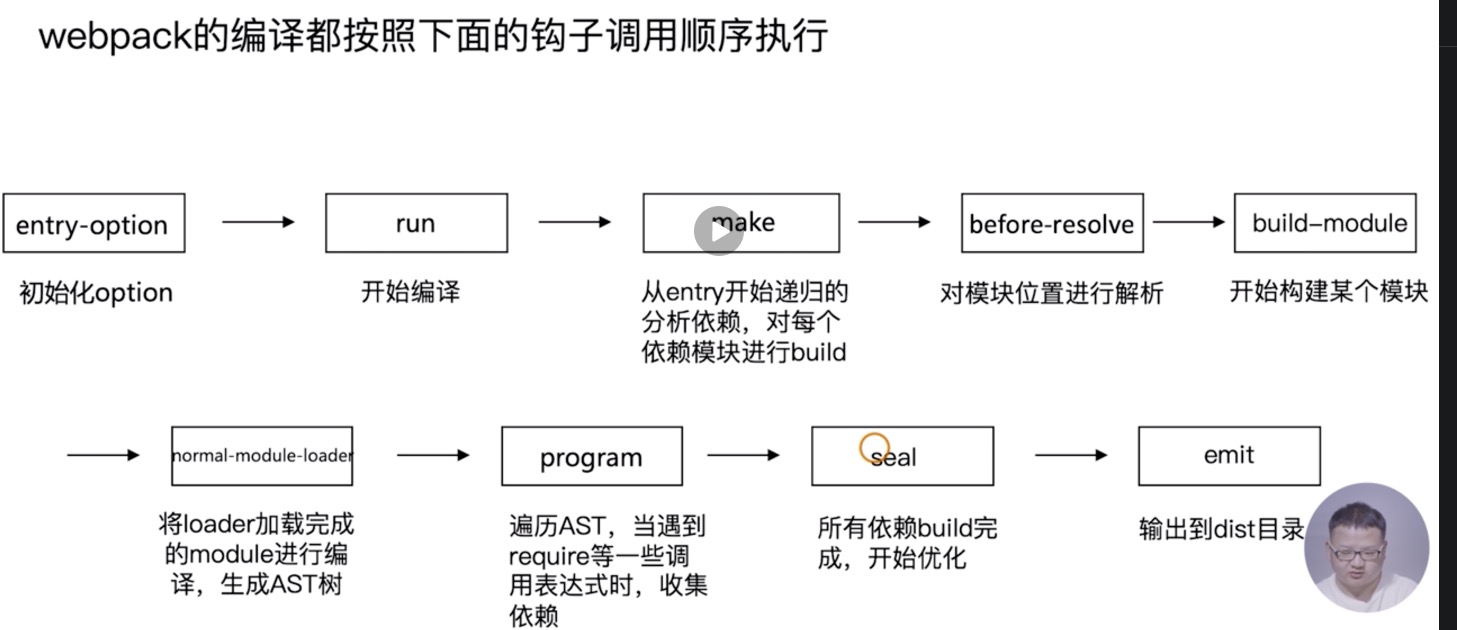 webpack的编译都按照下面的钩子调用顺序执行
entry-option
run
make
before-resolve
build–module
初始化option
开始编译
从entry开始递归的
分析依赖，对每个
依赖模块进行build
对模块位置进行解析
开始构建某个模块
normal-module-loader
program
seal
emit
将loader加载完成
的module进行编
译，生成AST树
遍历AST，当遇到
require等一些调
用表达式时，收集
依赖
所有依赖build完
成，开始优化
输出到dist目录